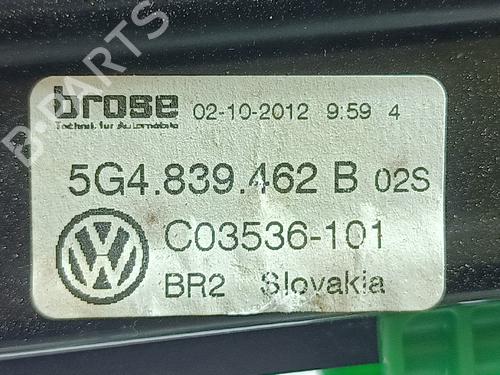 B-PARTS
brose 02-10-2012 9:59 4
Technik für Automobile
5G4.839.462 B 02S
C03536-101
BR2 Slovakia